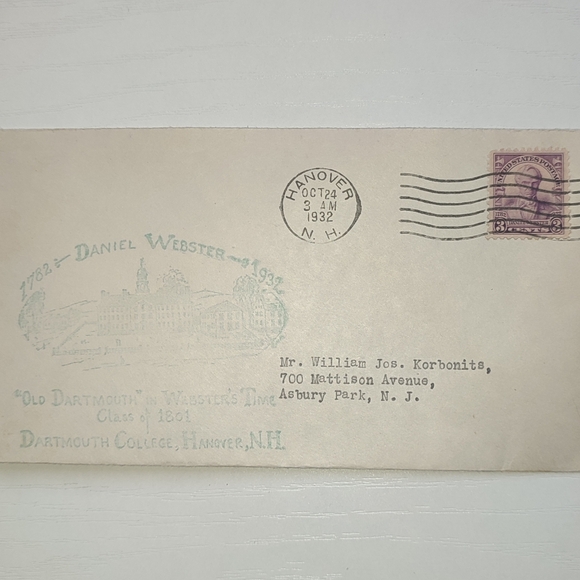 UNITED STATES POSTAGE
3 CENTS 3
HANOVER
OCT 24
3 AM
1932
N. H.
1782 - DANIEL WEBSTER - 1932
"OLD DARTMOUTH" IN WEBSTER'S TIME
Class of 1801
DARTMOUTH COLLEGE, HANOVER, N.H.
Mr. William Jos. Korbonits,
700 Mattison Avenue,
Asbury Park, N. J.